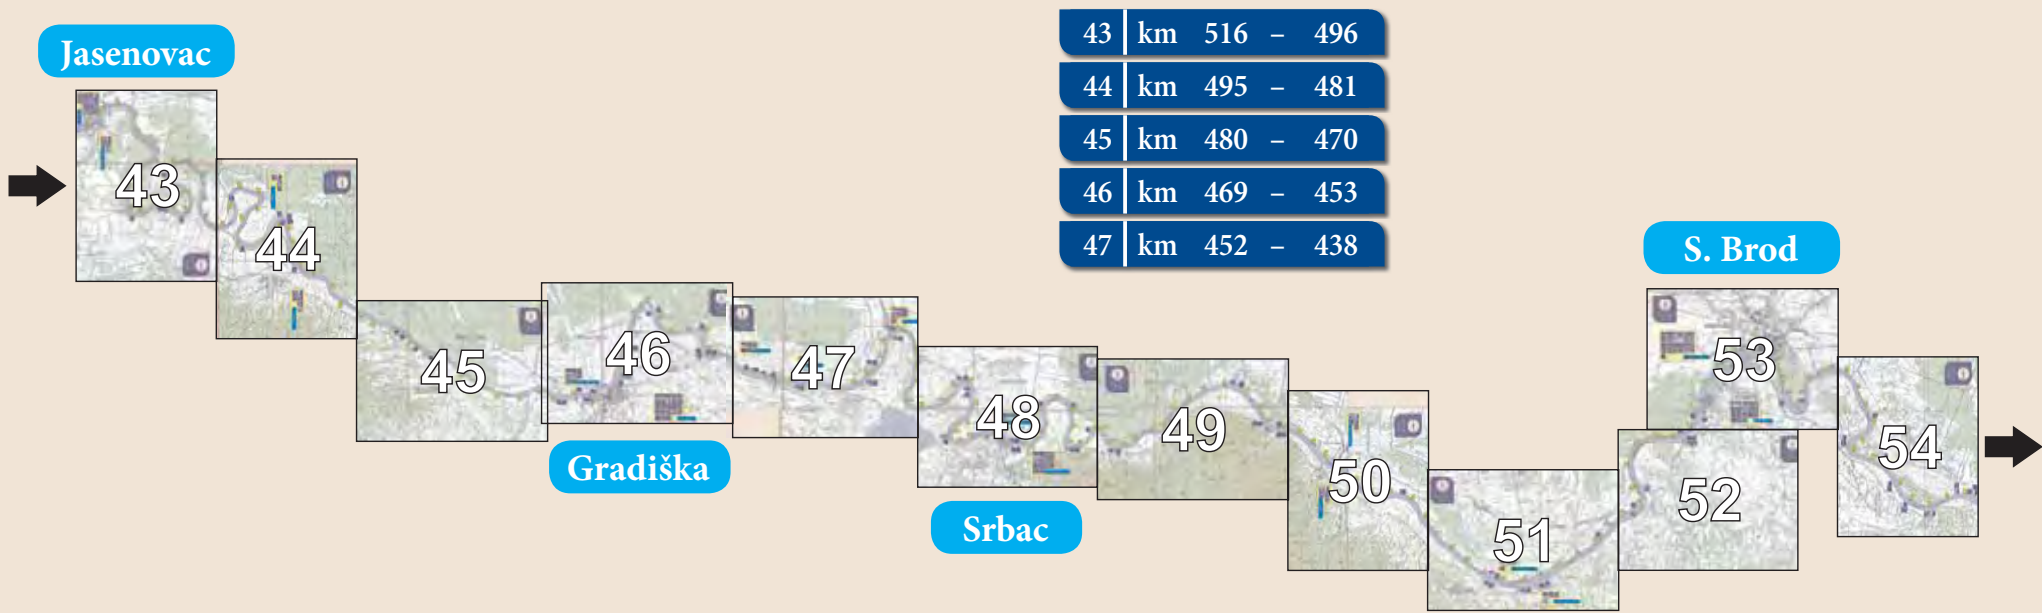 Jasenovac
43 km 516 – 496
44 km 495 – 481
45 km 480 – 470
46 km 469 – 453
47 km 452 – 438
S. Brod
43
44
45
46
47
48
49
50
51
52
53
54
Gradiška
Srbac